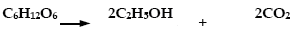 C₆H₁₂O₆ → 2C₂H₅OH + 2CO₂